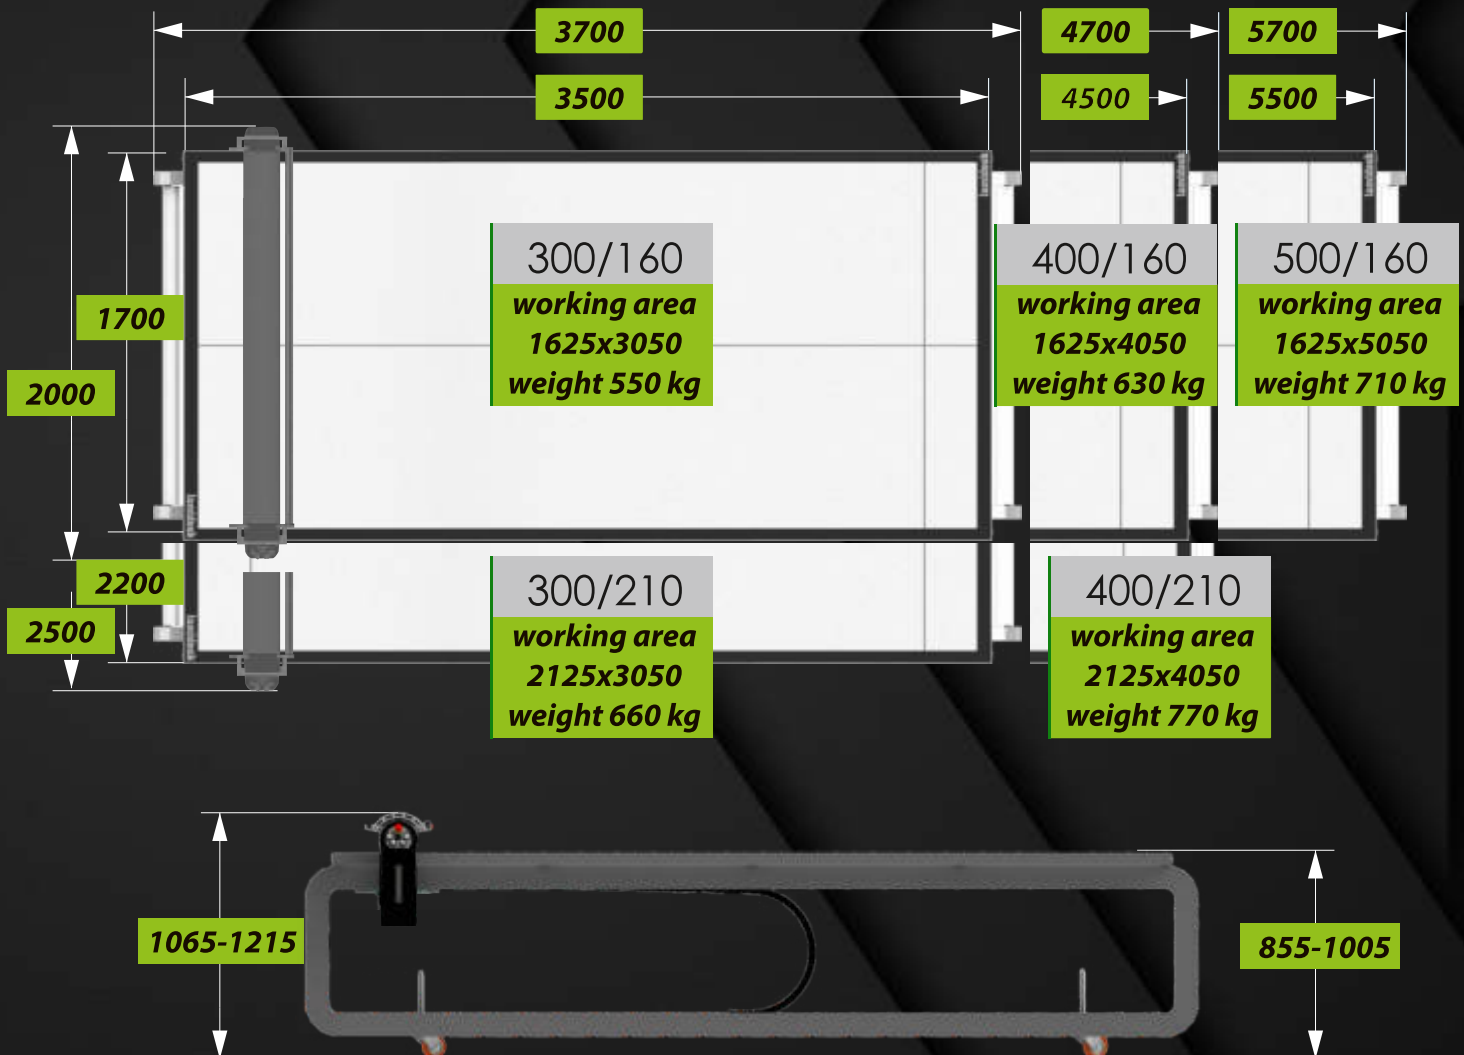 3700
4700
5700
3500
4500
5500
300/160
working area
1625x3050
weight 550 kg
400/160
working area
1625x4050
weight 630 kg
500/160
working area
1625x5050
weight 710 kg
1700
2000
2200
2500
300/210
working area
2125x3050
weight 660 kg
400/210
working area
2125x4050
weight 770 kg
1065-1215
855-1005